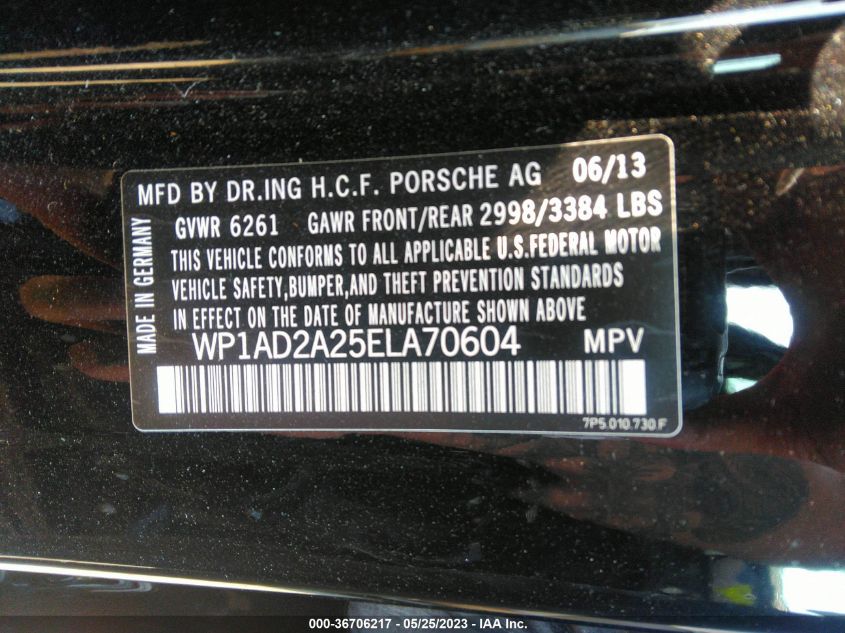 MFD BY DR.ING H.C.F. PORSCHE AG 06/13
GVWR 6261 GAWR FRONT/REAR 2998/3384 LBS
THIS VEHICLE CONFORMS TO ALL APPLICABLE U.S.FEDERAL MOTOR
VEHICLE SAFETY,BUMPER,AND THEFT PREVENTION STANDARDS
IN EFFECT ON THE DATE OF MANUFACTURE SHOWN ABOVE
MADE IN GERMANY
WP1AD2A25ELA70604 MPV
7P5.010.730.F
000-36706217 - 05/25/2023 - IAA Inc.